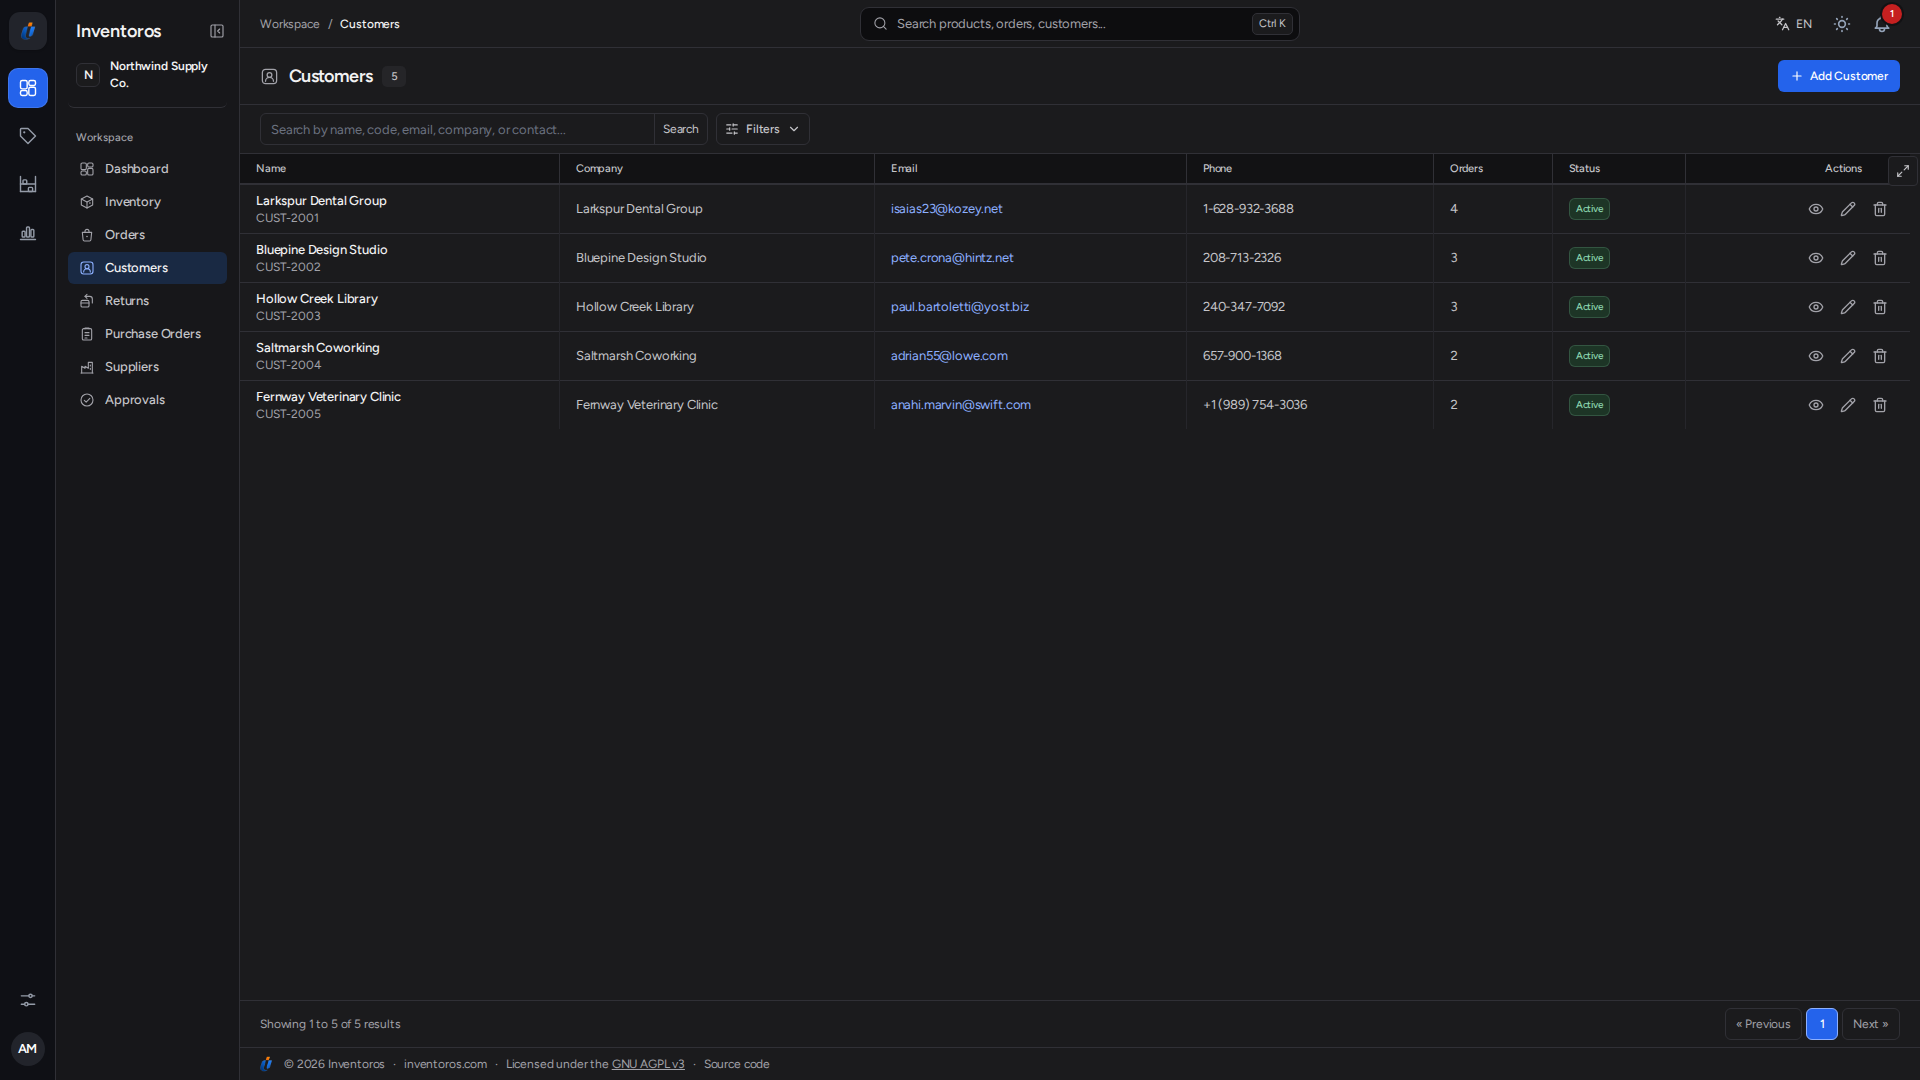 Inventoros
N
Northwind Supply
Co.
Workspace
Dashboard
Inventory
Orders
Customers
Returns
Purchase Orders
Suppliers
Approvals
AM
Workspace / Customers
Search products, orders, customers...
Ctrl K
EN
1
Customers 5
+ Add Customer
Search by name, code, email, company, or contact...
Search
Filters
Name Company Email Phone Orders Status Actions
Larkspur Dental Group
CUST-2001
Larkspur Dental Group isaias23@kozey.net 1-628-932-3688 4 Active
Bluepine Design Studio
CUST-2002
Bluepine Design Studio pete.crona@hintz.net 208-713-2326 3 Active
Hollow Creek Library
CUST-2003
Hollow Creek Library paul.bartoletti@yost.biz 240-347-7092 3 Active
Saltmarsh Coworking
CUST-2004
Saltmarsh Coworking adrian55@lowe.com 657-900-1368 2 Active
Fernway Veterinary Clinic
CUST-2005
Fernway Veterinary Clinic anahi.marvin@swift.com +1 (989) 754-3036 2 Active
Showing 1 to 5 of 5 results
« Previous 1 Next »
© 2026 Inventoros · inventoros.com · Licensed under the GNU AGPL v3 · Source code